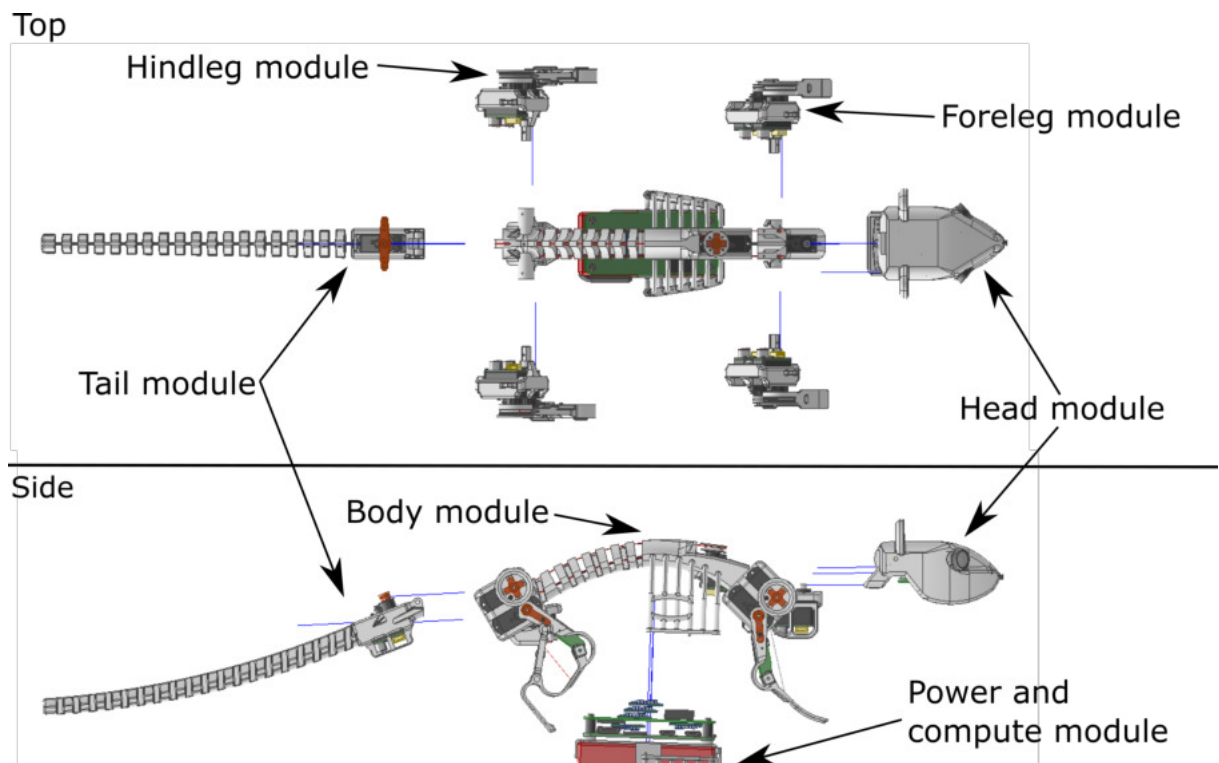 Top
Hindleg module
Foreleg module
Tail module
Head module
Side
Body module
Power and
compute module